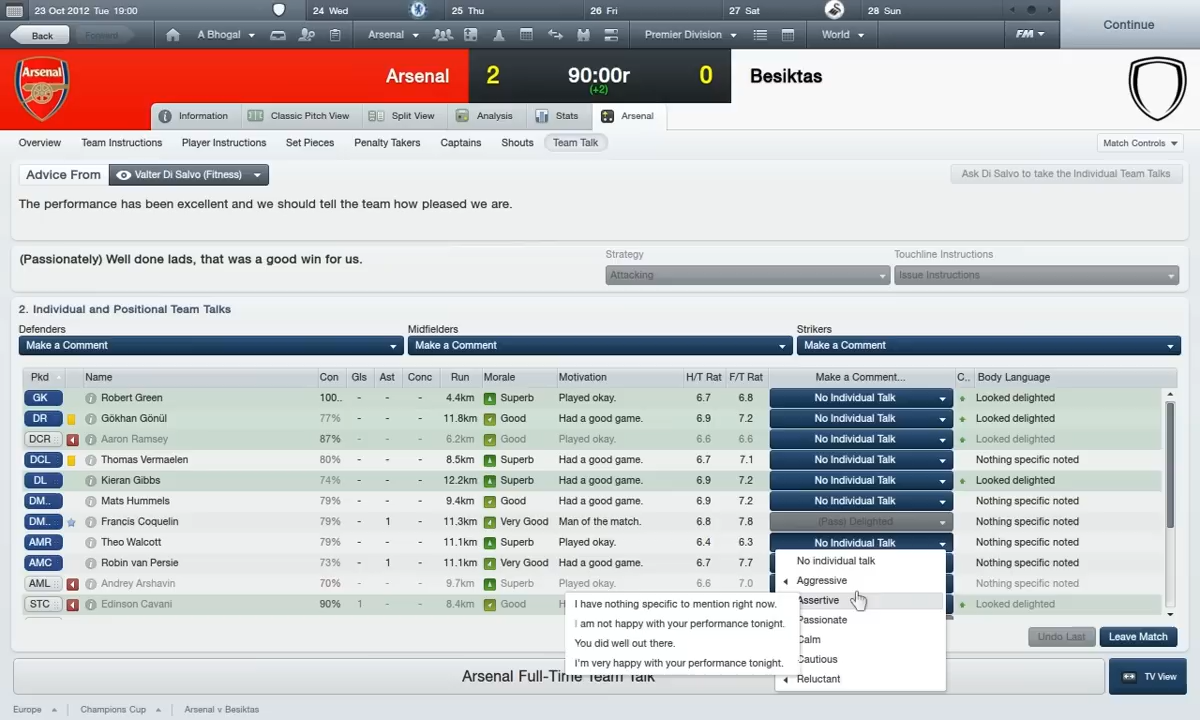 23 Oct 2012 Tue 19:00 24 Wed 25 Thu 26 Fri 27 Sat 28 Sun
Continue
Back Forward A Bhogal Arsenal Premier Division World FM
Arsenal Arsenal 2 90:00r (+2) 0 Besiktas
Information Classic Pitch View Split View Analysis Stats Arsenal
Overview Team Instructions Player Instructions Set Pieces Penalty Takers Captains Shouts Team Talk Match Controls
Advice From Valter Di Salvo (Fitness) Ask Di Salvo to take the Individual Team Talks
The performance has been excellent and we should tell the team how pleased we are.
(Passionately) Well done lads, that was a good win for us.
Strategy Touchline Instructions
Attacking Issue Instructions
2. Individual and Positional Team Talks
Defenders Midfielders Strikers
Make a Comment Make a Comment Make a Comment
Pkd Name Con Gls Ast Conc Run Morale Motivation H/T Rat F/T Rat Make a Comment... C.. Body Language
GK Robert Green 100.. - - - 4.4km Superb Played okay. 6.7 6.8 No Individual Talk Looked delighted
DR Gökhan Gönül 77% - - - 11.8km Good Had a good game. 6.9 7.2 No Individual Talk Looked delighted
DCR Aaron Ramsey 87% - - - 6.2km Superb Played okay. 6.6 6.6 No Individual Talk Looked delighted
DCL Thomas Vermaelen 80% - - - 8.5km Superb Had a good game. 6.7 7.1 No Individual Talk Nothing specific noted
DL Kieran Gibbs 74% - - - 12.2km Superb Had a good game. 6.9 7.2 No Individual Talk Looked delighted
DM.. Mats Hummels 79% - - - 9.4km Good Had a good game. 6.9 7.2 No Individual Talk Nothing specific noted
DM.. Francis Coquelin 79% - 1 - 11.3km Very Good Man of the match. 6.8 7.8 (Pass) Delighted Nothing specific noted
AMR Theo Walcott 79% - - - 11.1km Superb Played okay. 6.4 6.3 No Individual Talk Nothing specific noted
AMC Robin van Persie 73% - 1 - 11.1km Very Good Had a good game. 6.7 7.7 Nothing specific noted
AML Andrey Arshavin 70% - - - 9.7km Superb Played okay. 6.6 7.0 Nothing specific noted
STC Edinson Cavani 90% 1 - - 8.4km Good Looked delighted
No individual talk
Aggressive
Assertive
Passionate
Calm
Cautious
Reluctant
I have nothing specific to mention right now.
I am not happy with your performance tonight.
You did well out there.
I'm very happy with your performance tonight.
Undo Last Leave Match
Arsenal Full-Time Team Talk TV View
Europe Champions Cup Arsenal v Besiktas